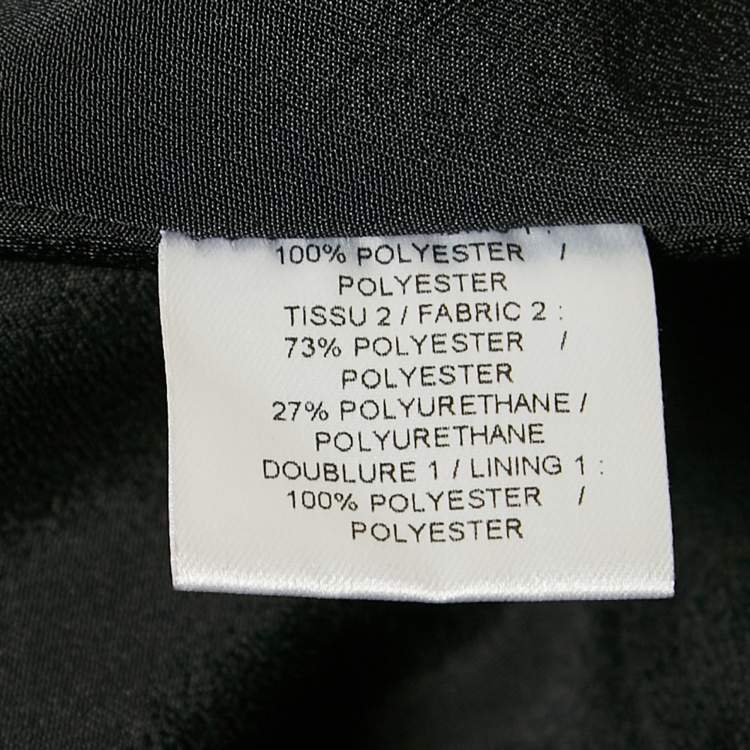 100% POLYESTER /
POLYESTER
TISSU 2 / FABRIC 2 :
73% POLYESTER /
POLYESTER
27% POLYURETHANE /
POLYURETHANE
DOUBLURE 1 / LINING 1 :
100% POLYESTER /
POLYESTER